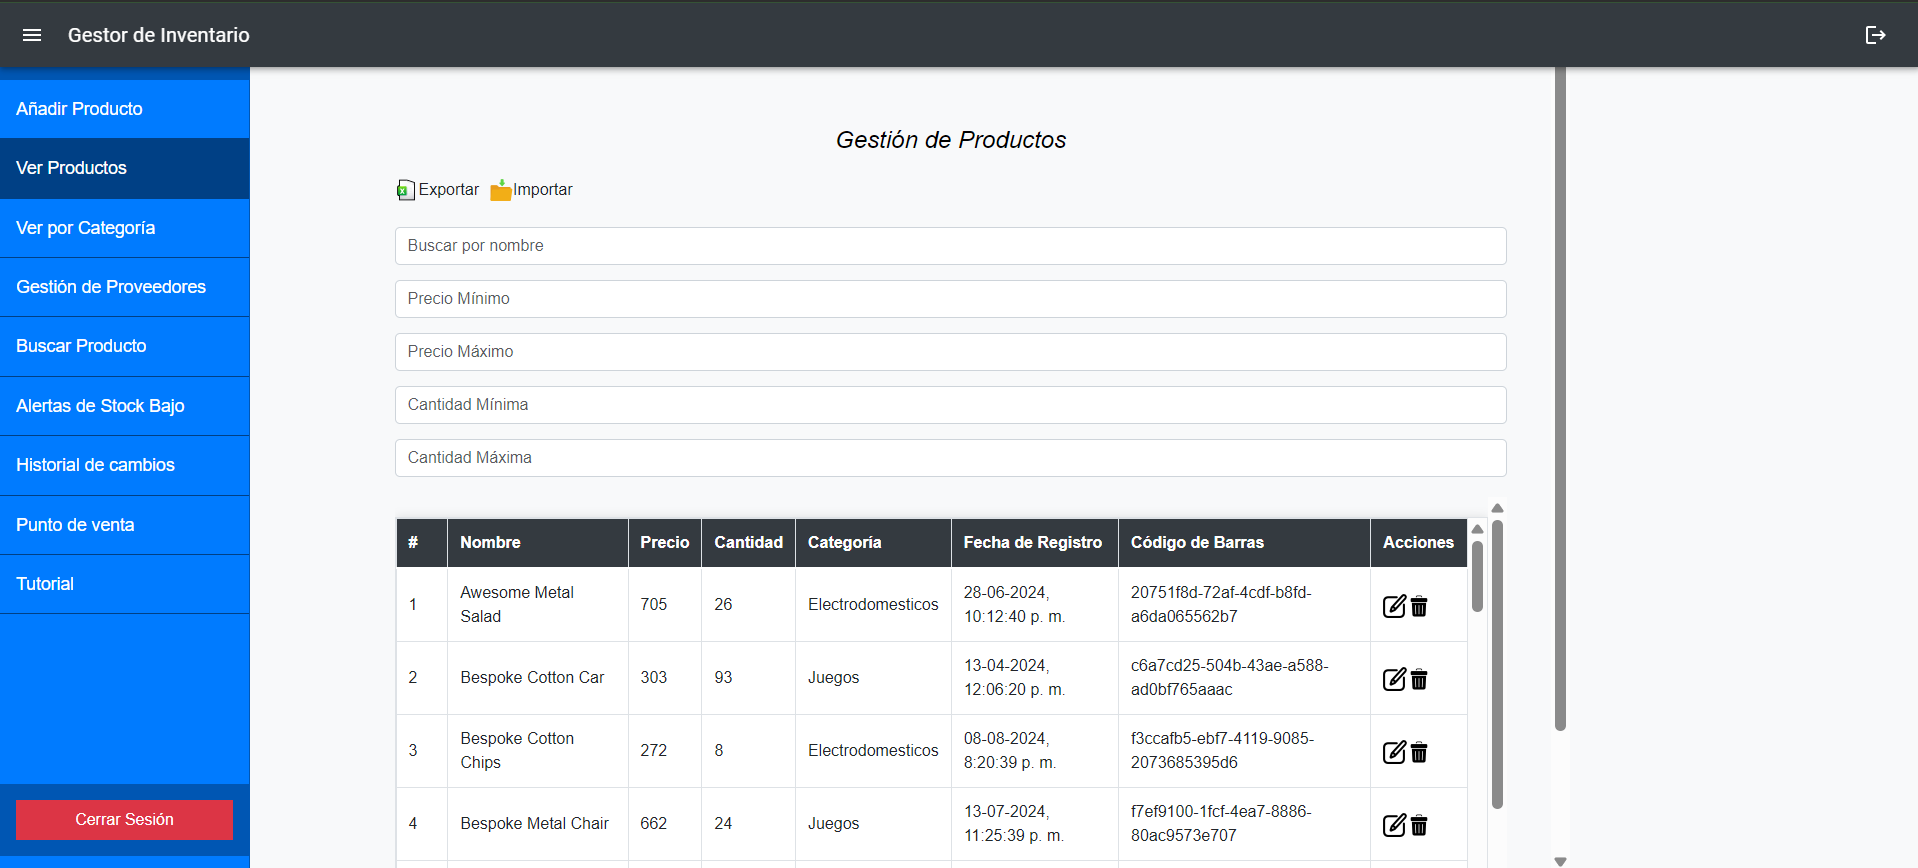 Gestor de Inventario
Añadir Producto
Ver Productos
Ver por Categoría
Gestión de Proveedores
Buscar Producto
Alertas de Stock Bajo
Historial de cambios
Punto de venta
Tutorial
Cerrar Sesión
Gestión de Productos
Exportar Importar
Buscar por nombre
Precio Mínimo
Precio Máximo
Cantidad Mínima
Cantidad Máxima
# Nombre Precio Cantidad Categoría Fecha de Registro Código de Barras Acciones
1 Awesome Metal Salad 705 26 Electrodomesticos 28-06-2024, 10:12:40 p. m. 20751f8d-72af-4cdf-b8fd-a6da065562b7
2 Bespoke Cotton Car 303 93 Juegos 13-04-2024, 12:06:20 p. m. c6a7cd25-504b-43ae-a588-ad0bf765aaac
3 Bespoke Cotton Chips 272 8 Electrodomesticos 08-08-2024, 8:20:39 p. m. f3ccafb5-ebf7-4119-9085-2073685395d6
4 Bespoke Metal Chair 662 24 Juegos 13-07-2024, 11:25:39 p. m. f7ef9100-1fcf-4ea7-8886-80ac9573e707